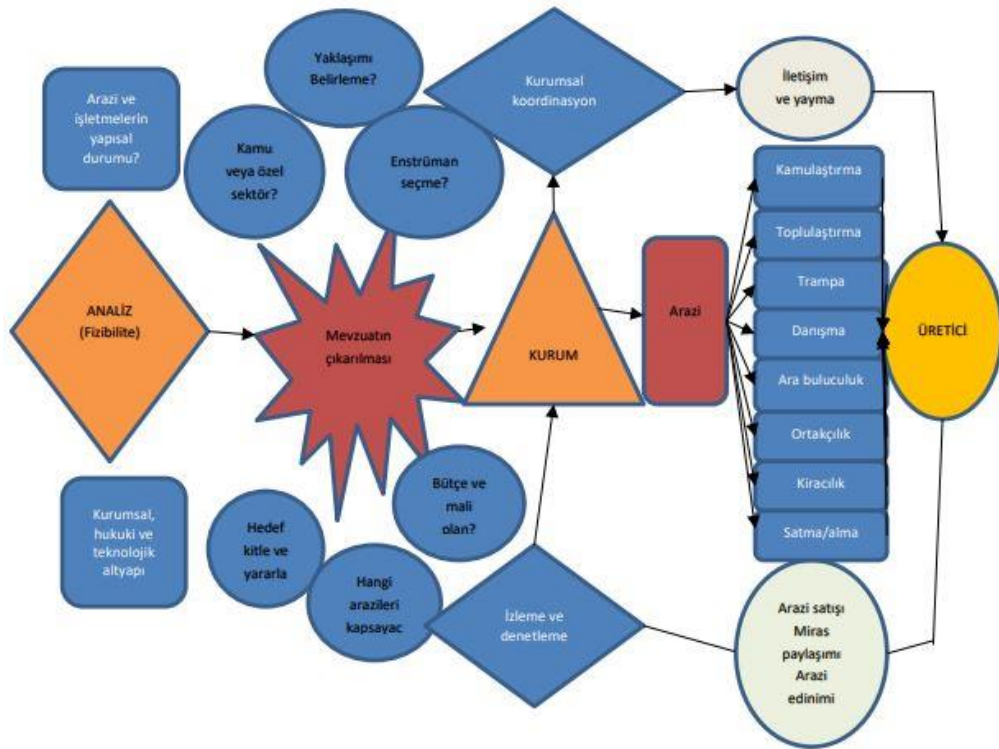 Arazi ve
işletmelerin
yapısal
durumu?
Yaklaşımı
Belirleme?
Kamu
veya özel
sektör?
Enstrüman
seçme?
Kurumsal
koordinasyon
İletişim
ve yayma
ANALİZ
(Fizibilite)
Mevzuatın
çıkarılması
KURUM
Arazi
Kamulaştırma
Toplulaştırma
Trampa
Danışma
Ara buluculuk
Ortakçılık
Kiracılık
Satma/alma
ÜRETİCİ
Kurumsal,
hukuki ve
teknolojik
altyapı
Hedef
kitle ve
yararla
Hangi
arazileri
kapsayac
Bütçe ve
mali
olan?
İzleme ve
denetleme
Arazi satışı
Miras
paylaşımı
Arazi
edinimi